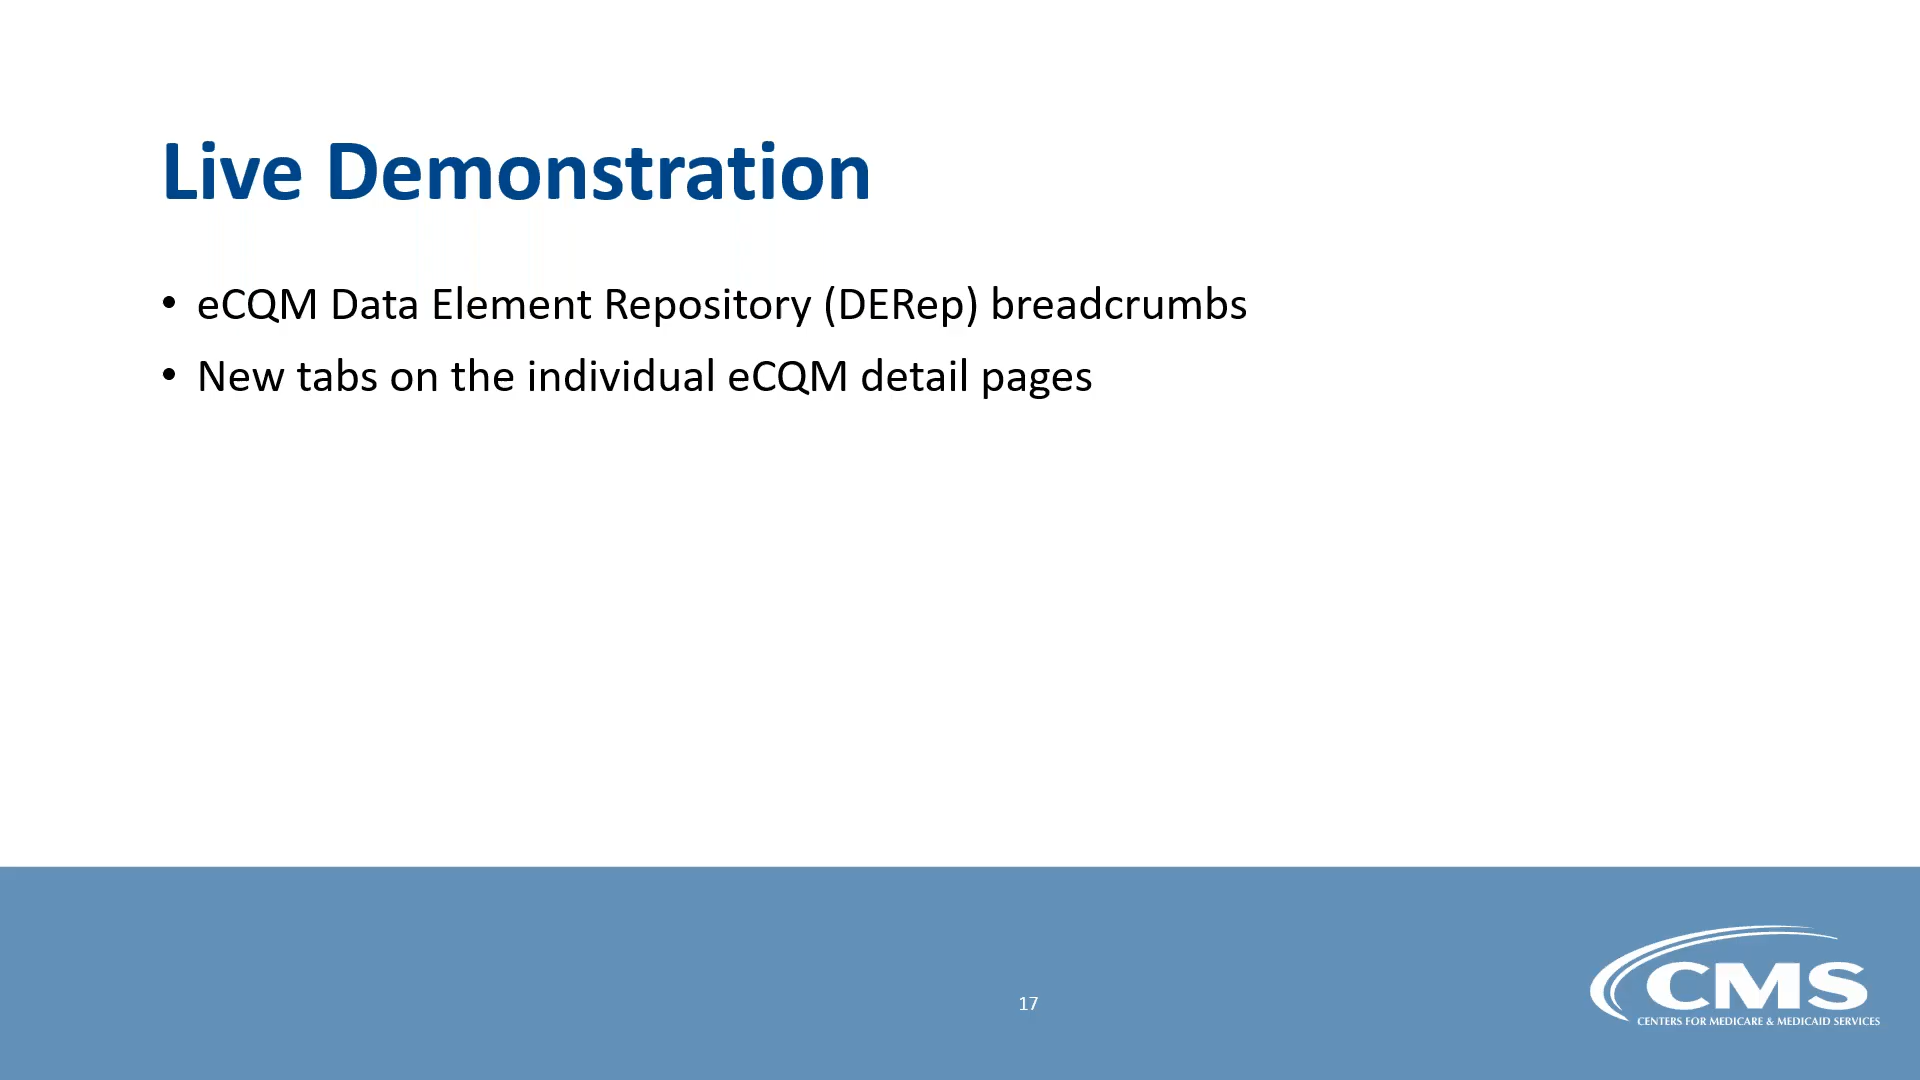 Live Demonstration
• eCQM Data Element Repository (DERep) breadcrumbs
• New tabs on the individual eCQM detail pages
17
CMS
CENTERS FOR MEDICARE & MEDICAID SERVICES